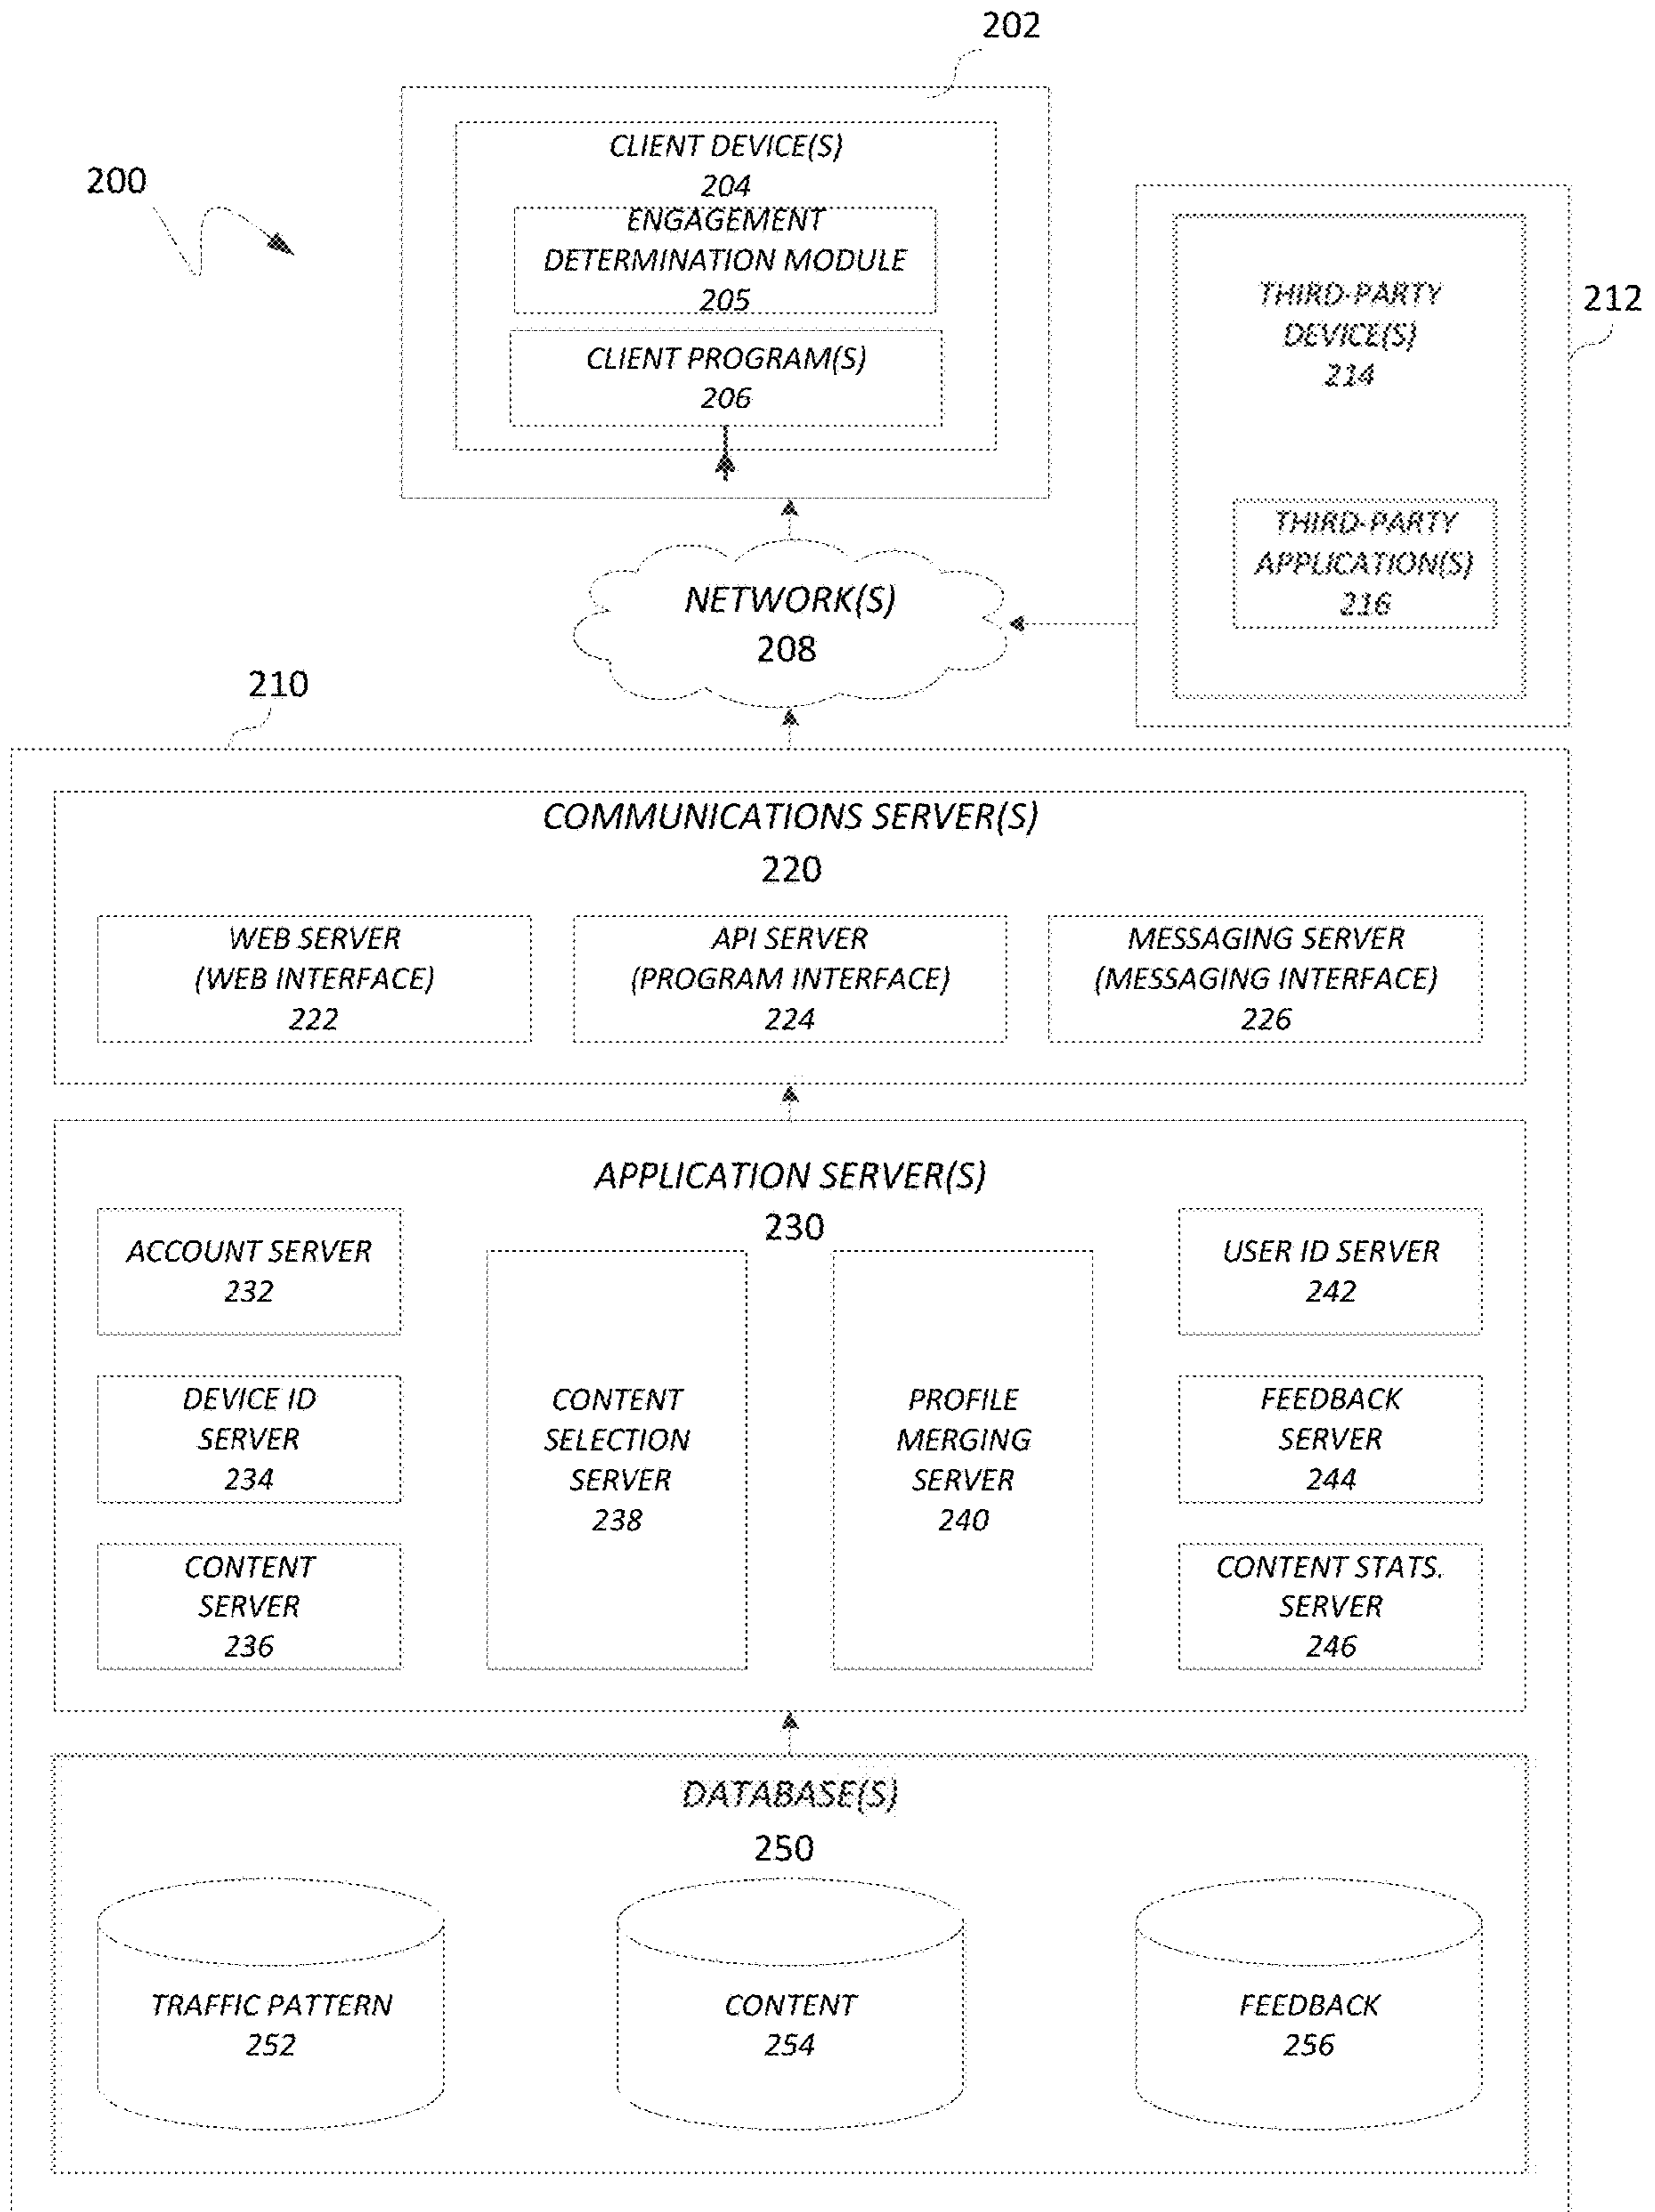 202
200
CLIENT DEVICE(S)
204
ENGAGEMENT
DETERMINATION MODULE
205
CLIENT PROGRAM(S)
206
212
THIRD-PARTY
DEVICE(S)
214
THIRD-PARTY
APPLICATION(S)
216
NETWORK(S)
208
210
COMMUNICATIONS SERVER(S)
220
WEB SERVER
(WEB INTERFACE)
222
API SERVER
(PROGRAM INTERFACE)
224
MESSAGING SERVER
(MESSAGING INTERFACE)
226
APPLICATION SERVER(S)
230
ACCOUNT SERVER
232
DEVICE ID
SERVER
234
CONTENT
SERVER
236
CONTENT
SELECTION
SERVER
238
PROFILE
MERGING
SERVER
240
USER ID SERVER
242
FEEDBACK
SERVER
244
CONTENT STATS.
SERVER
246
DATABASE(S)
250
TRAFFIC PATTERN
252
CONTENT
254
FEEDBACK
256